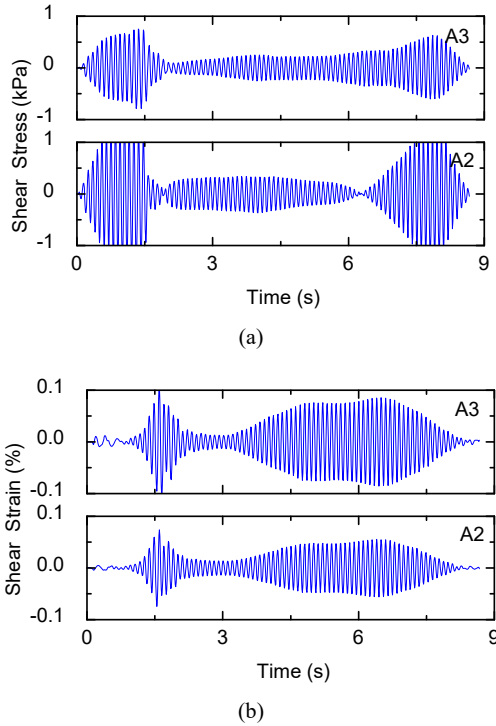 1
A3
0
-1
1
A2
0
-1
Shear Stress (kPa)
0
3
6
9
Time (s)
(a)
0.1
A3
0.0
-0.1
0.1
A2
0.0
-0.1
Shear Strain (%)
0
3
6
9
Time (s)
(b)